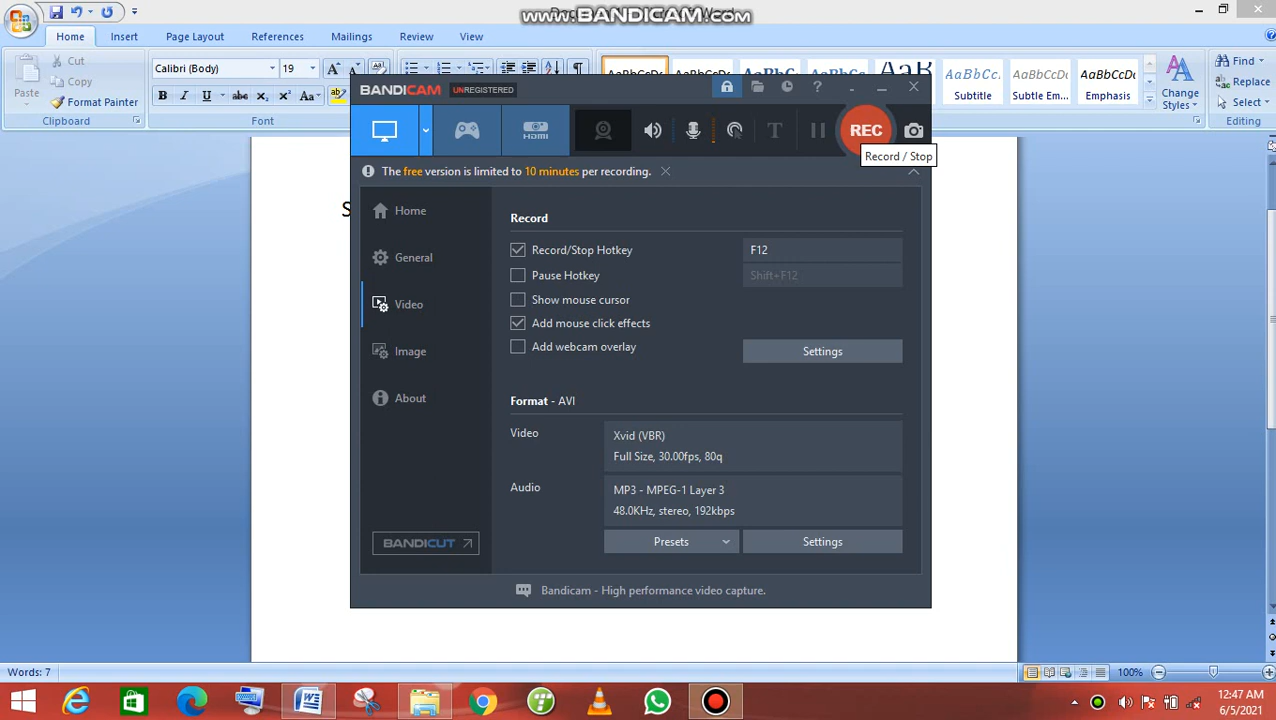 www.BANDICAM.com
Home Insert Page Layout References Mailings Review View
Cut
Copy
Format Painter
Paste
Clipboard
Calibri (Body) 19
Subtitle Subtle Em... Emphasis
Change Styles
Find
Replace
Select
Editing
BANDICAM UNREGISTERED
HDMI
REC
Record / Stop
The free version is limited to 10 minutes per recording.
Home
General
Video
Image
About
BANDICUT
Record
Record/Stop Hotkey F12
Pause Hotkey Shift+F12
Show mouse cursor
Add mouse click effects
Add webcam overlay
Settings
Format - AVI
Video
Xvid (VBR)
Full Size, 30.00fps, 80q
Audio
MP3 - MPEG-1 Layer 3
48.0KHz, stereo, 192kbps
Presets
Settings
Bandicam - High performance video capture.
Words: 7
100%
12:47 AM
6/5/2021